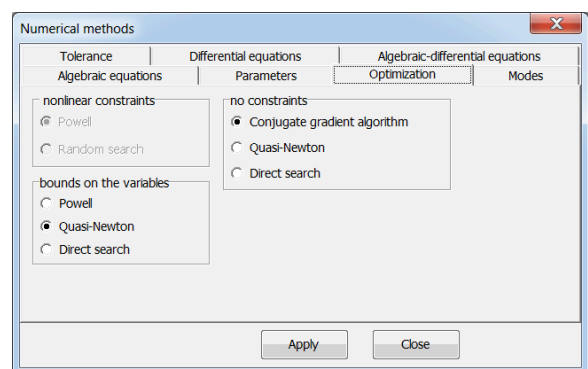 Numerical methods
Tolerance Differential equations Algebraic-differential equations
Algebraic equations Parameters Optimization Modes
nonlinear constraints
Powell
Random search
no constraints
Conjugate gradient algorithm
Quasi-Newton
Direct search
bounds on the variables
Powell
Quasi-Newton
Direct search
Apply Close